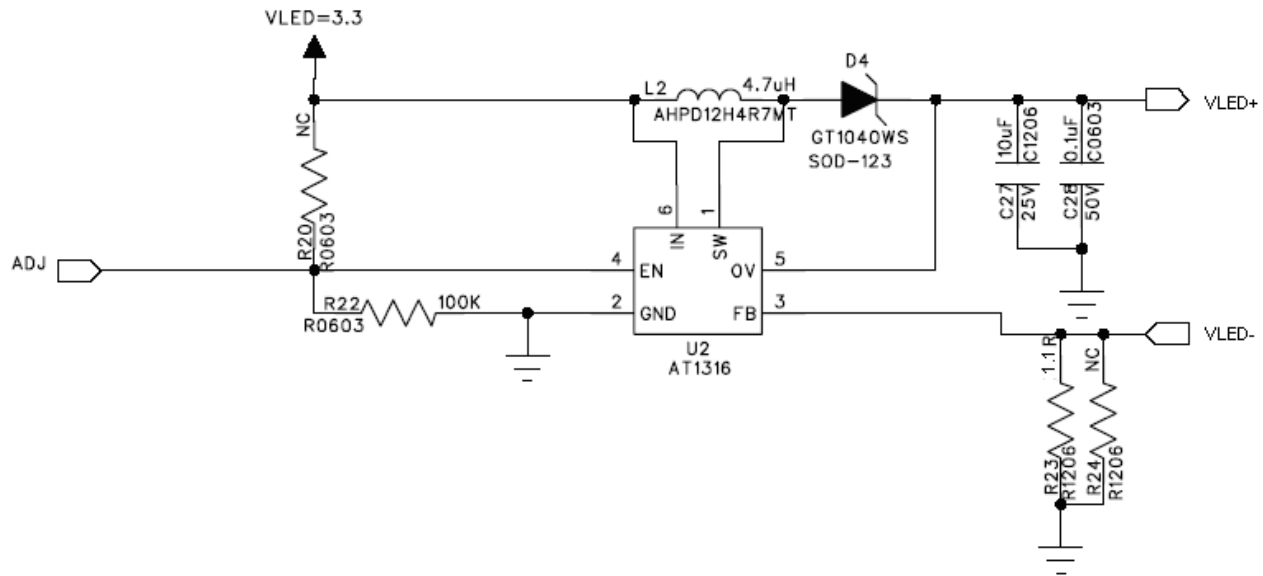 VLED=3.3
NC
R20
R0603
L2
4.7uH
AHPD12H4R7MT
D4
GT1040WS
SOD-123
VLED+
10uF
C1206
C27
25V
0.1uF
C0603
C28
50V
ADJ
R22
100K
R0603
6
1
IN
SW
4
EN
OV
5
2
GND
FB
3
U2
AT1316
VLED-
1.1R
R23
R1206
NC
R24
R1206